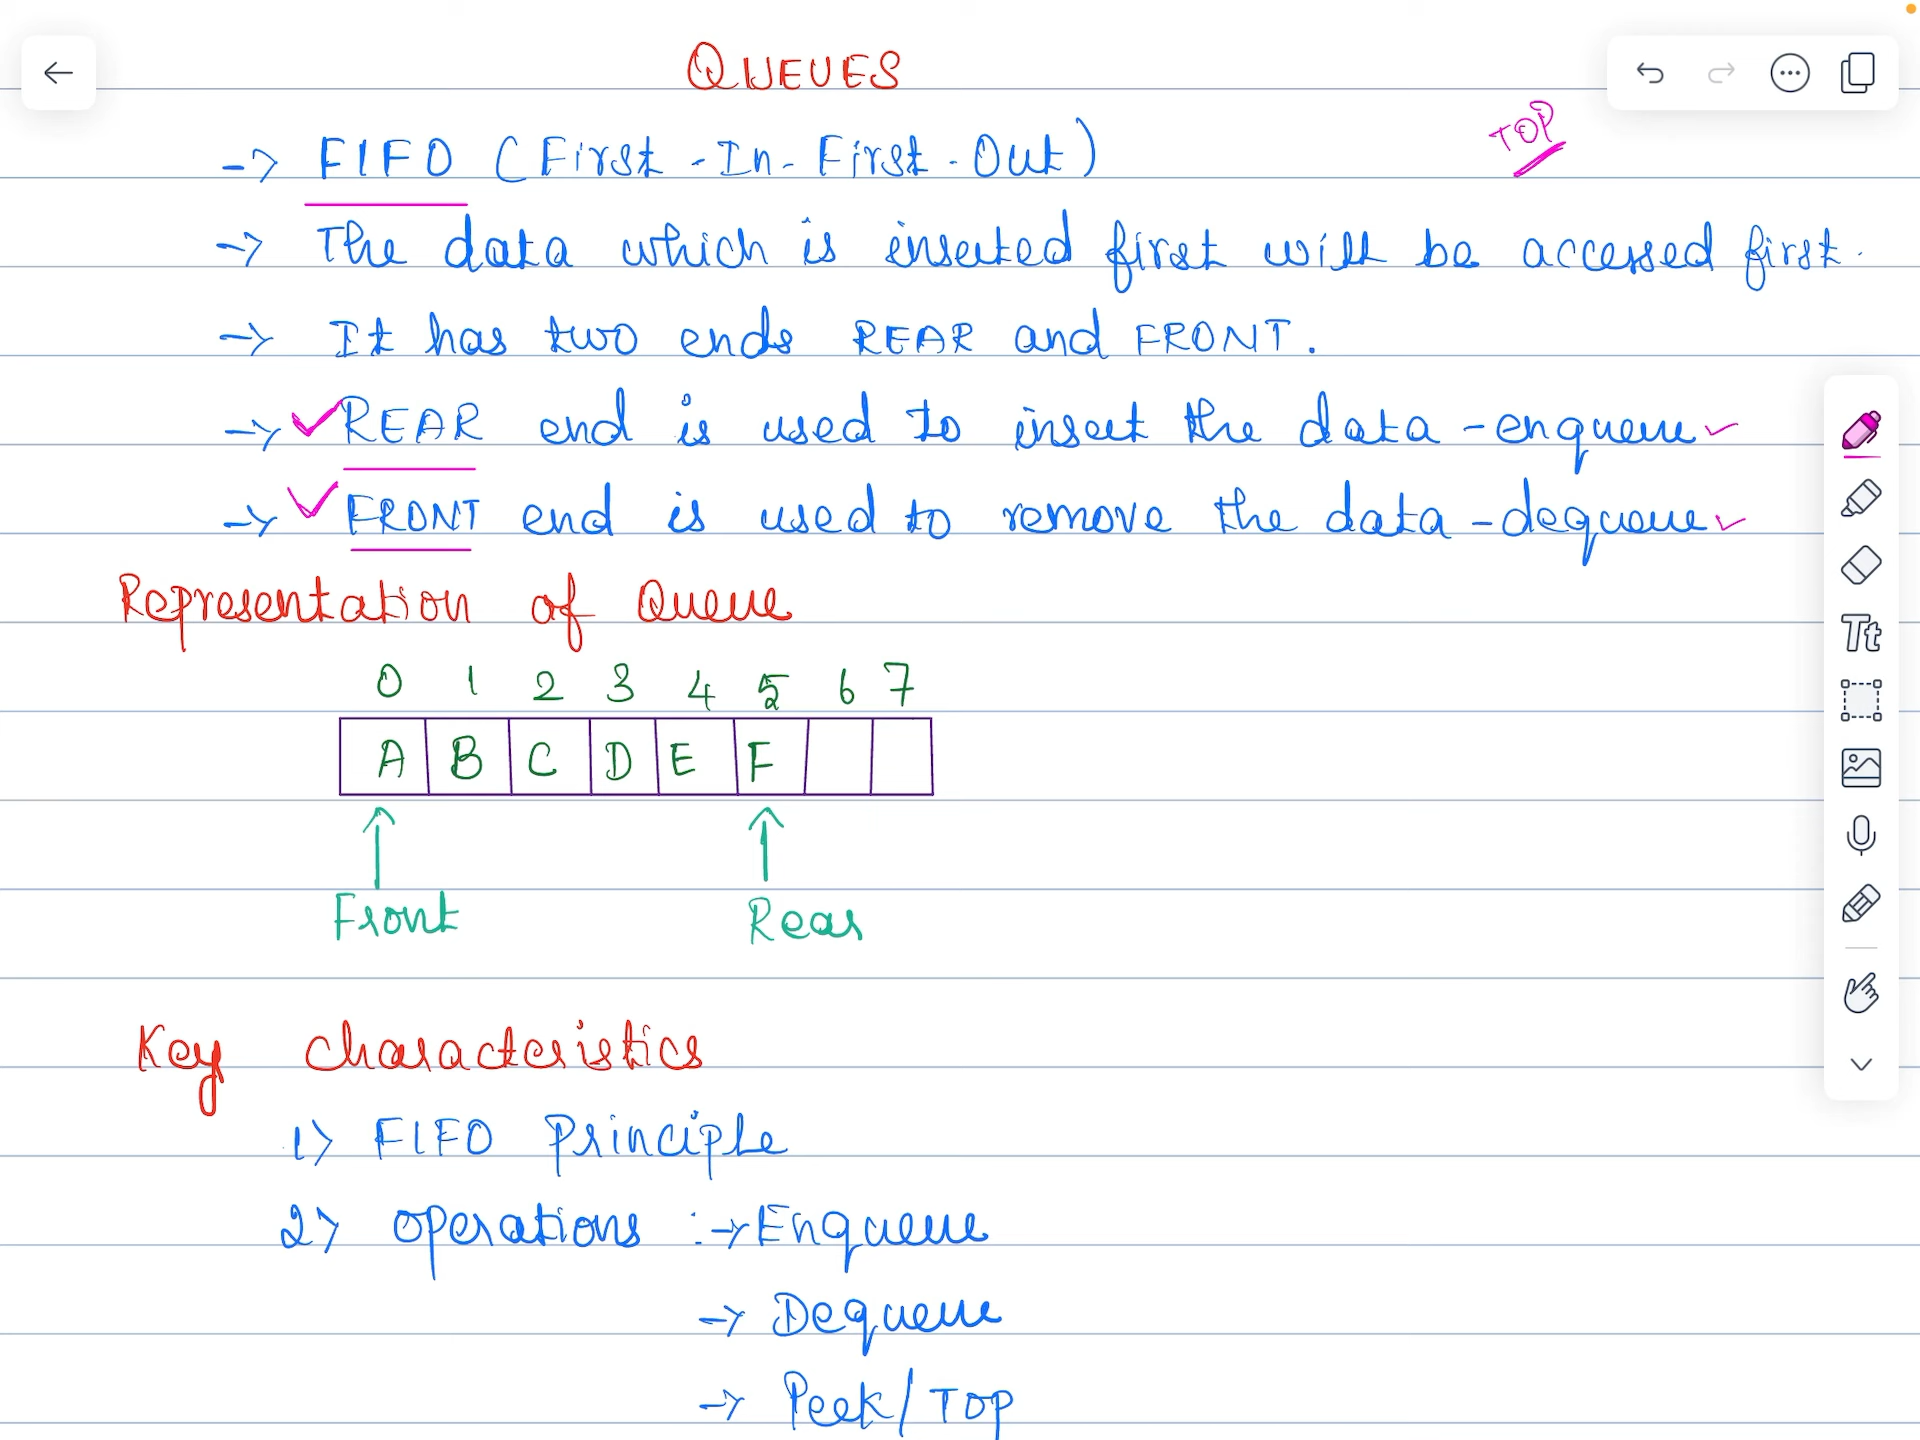 QUEUES
TOP
-> FIFO (First-In-First-Out)
-> The data which is inserted first will be accessed first.
-> It has two ends REAR and FRONT.
-> ✓ REAR end is used to insert the data - enqueue ✓
-> ✓ FRONT end is used to remove the data - dequeue ✓
Representation of Queue
0 1 2 3 4 5 6 7
A B C D E F
Front Rear
Key characteristics
1> FIFO Principle
2> operations :-> Enqueue
-> Dequeue
-> Peek/TOP
Tt